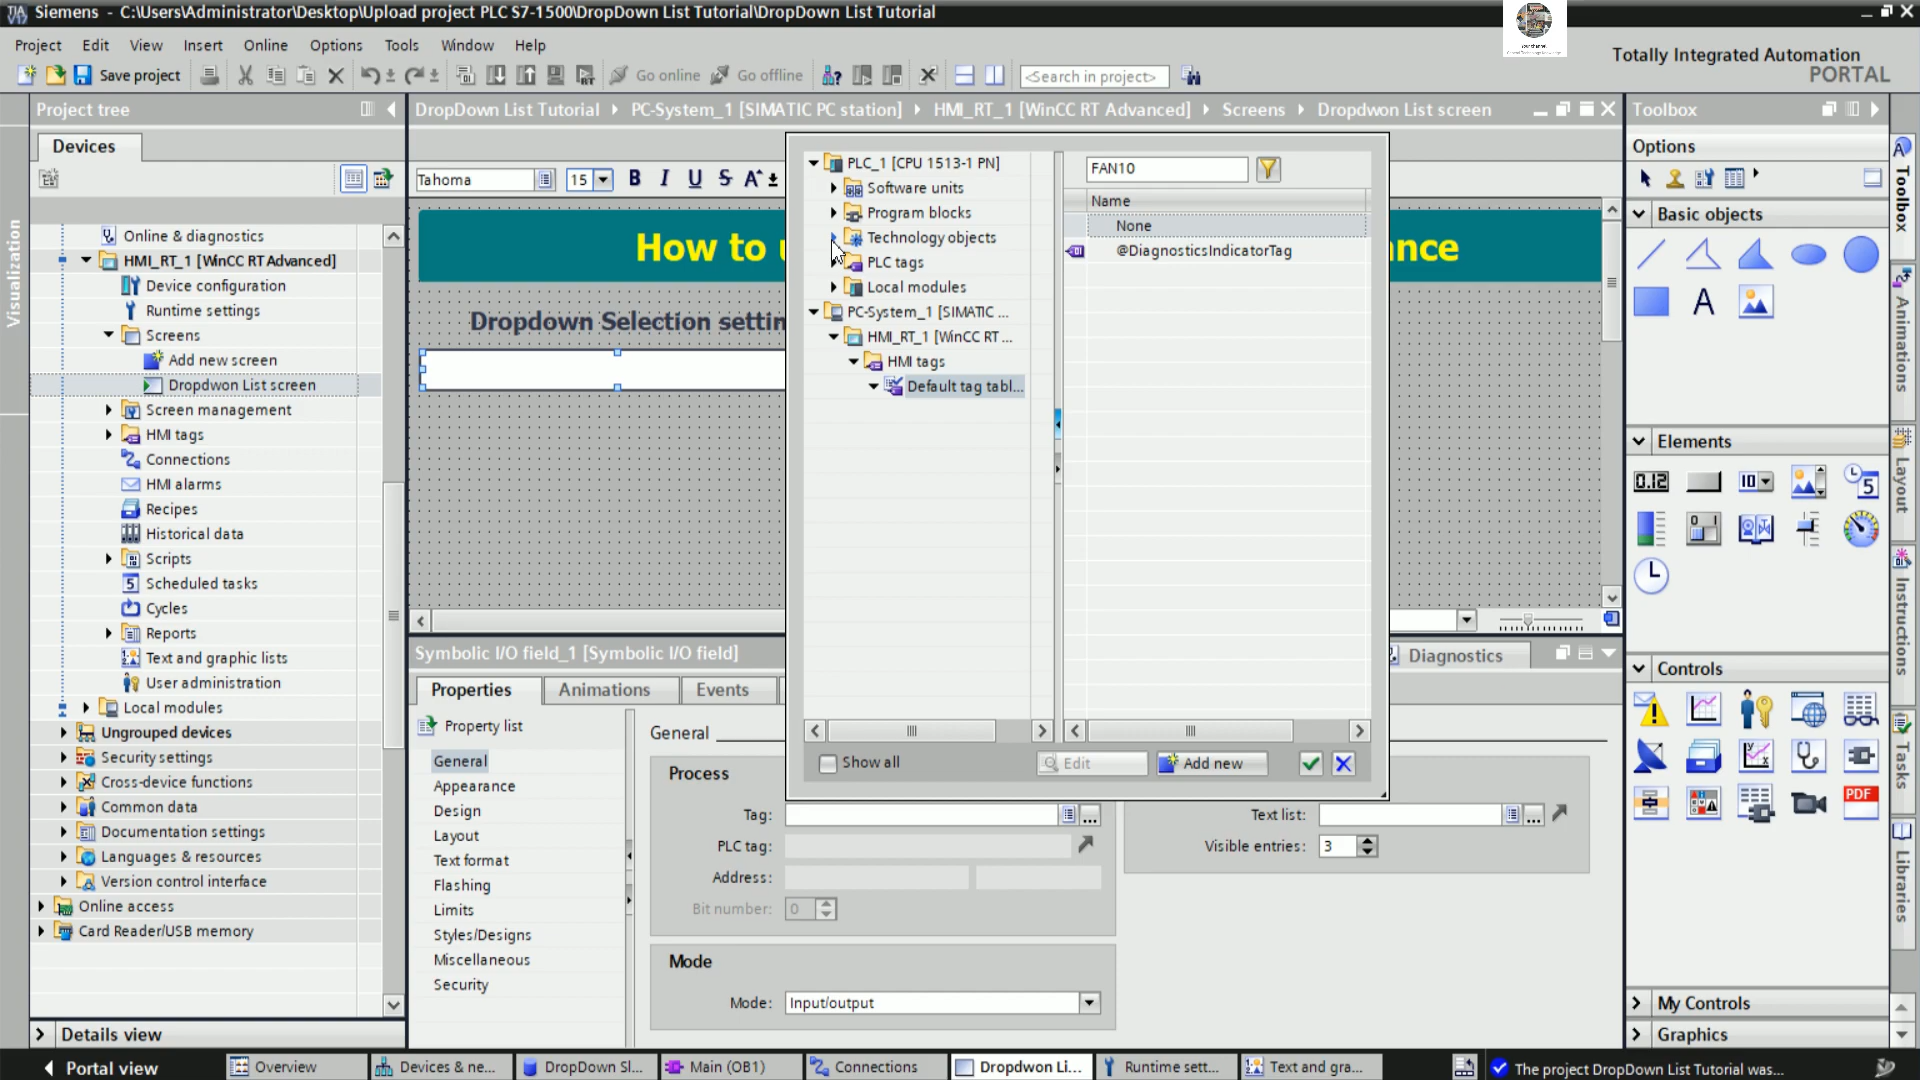 Siemens - C:\Users\Administrator\Desktop\Upload project PLC S7-1500\DropDown List Tutorial\DropDown List Tutorial
Project Edit View Insert Online Options Tools Window Help
Totally Integrated Automation
PORTAL
Save project
Go online
Go offline
<Search in project>
Project tree
DropDown List Tutorial
PC-System_1 [SIMATIC PC station]
HMI_RT_1 [WinCC RT Advanced]
Screens
Dropdwon List screen
Toolbox
Devices
Options
Visualization
Online & diagnostics
HMI_RT_1 [WinCC RT Advanced]
Device configuration
Runtime settings
Screens
Add new screen
Dropdwon List screen
Screen management
HMI tags
Connections
HMI alarms
Recipes
Historical data
Scripts
Scheduled tasks
Cycles
Reports
Text and graphic lists
User administration
Local modules
Ungrouped devices
Security settings
Cross-device functions
Common data
Documentation settings
Languages & resources
Version control interface
Online access
Card Reader/USB memory
Details view
Tahoma
15
B I U S A
How to u
nce
Dropdown Selection settin
PLC_1 [CPU 1513-1 PN]
Software units
Program blocks
Technology objects
PLC tags
Local modules
PC-System_1 [SIMATIC ...
HMI_RT_1 [WinCC RT ...
HMI tags
Default tag tabl...
FAN10
Name
None
@DiagnosticsIndicatorTag
Show all
Edit
Add new
Symbolic I/O field_1 [Symbolic I/O field]
Diagnostics
Properties
Animations
Events
Property list
General
Appearance
Design
Layout
Text format
Flashing
Limits
Styles/Designs
Miscellaneous
Security
General
Process
Tag:
PLC tag:
Address:
Bit number: 0
Mode
Mode: Input/output
Text list:
Visible entries: 3
Basic objects
Elements
0.12
10
5
Controls
PDF
My Controls
Graphics
Toolbox
Animations
Layout
Instructions
Tasks
Libraries
Portal view
Overview
Devices & ne...
DropDown Sl...
Main (OB1)
Connections
Dropdwon Li...
Runtime sett...
Text and gra...
The project DropDown List Tutorial was...